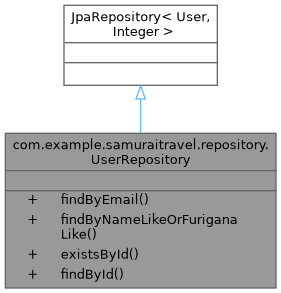 JpaRepository< User,
Integer >
com.example.samuraitravel.repository.
UserRepository
+ findByEmail()
+ findByNameLikeOrFurigana
Like()
+ existsById()
+ findById()